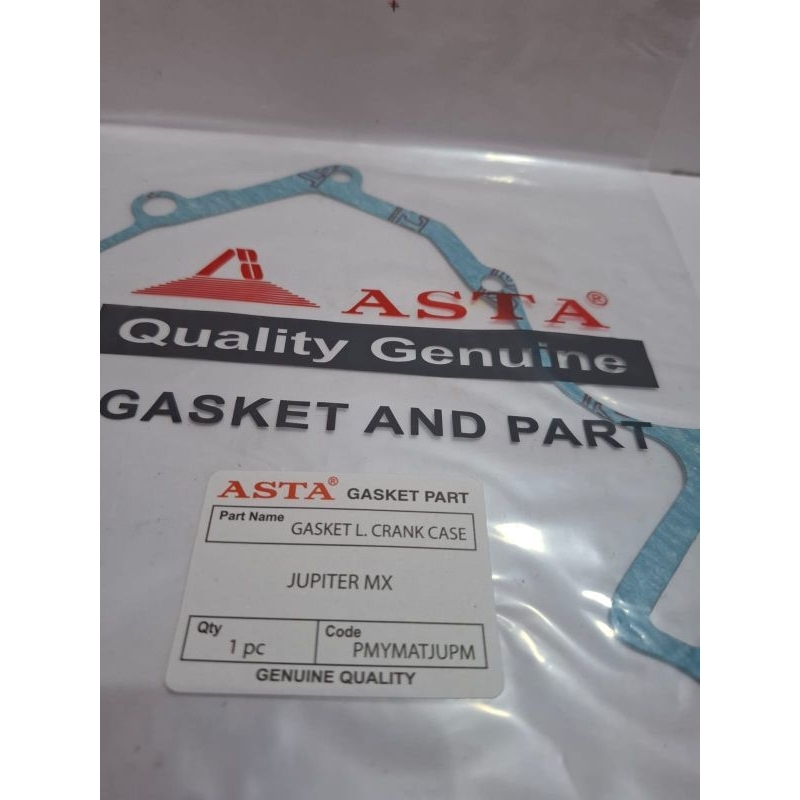 ASTA®
Quality Genuine
GASKET AND PART
ASTA® GASKET PART
Part Name GASKET L. CRANK CASE
JUPITER MX
Qty 1 pc
Code PMYMATJUPM
GENUINE QUALITY